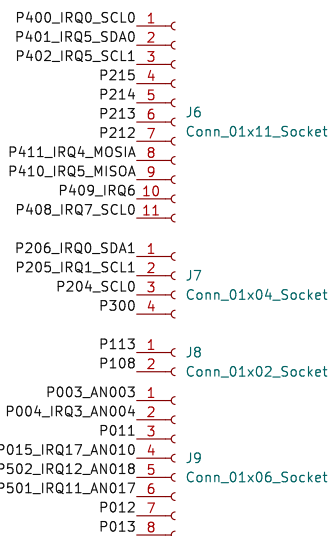 P400_IRQ0_SCL0 1
P401_IRQ5_SDA0 2
P402_IRQ5_SCL1 3
P215 4
P214 5
P213 6
P212 7
P411_IRQ4_MOSIA 8
P410_IRQ5_MISOA 9
P409_IRQ6 10
P408_IRQ7_SCL0 11
J6
Conn_01x11_Socket
P206_IRQ0_SDA1 1
P205_IRQ1_SCL1 2
P204_SCL0 3
P300 4
J7
Conn_01x04_Socket
P113 1
P108 2
J8
Conn_01x02_Socket
P003_AN003 1
P004_IRQ3_AN004 2
P011 3
P015_IRQ17_AN010 4
P502_IRQ12_AN018 5
P501_IRQ11_AN017 6
P012 7
P013 8
J9
Conn_01x06_Socket